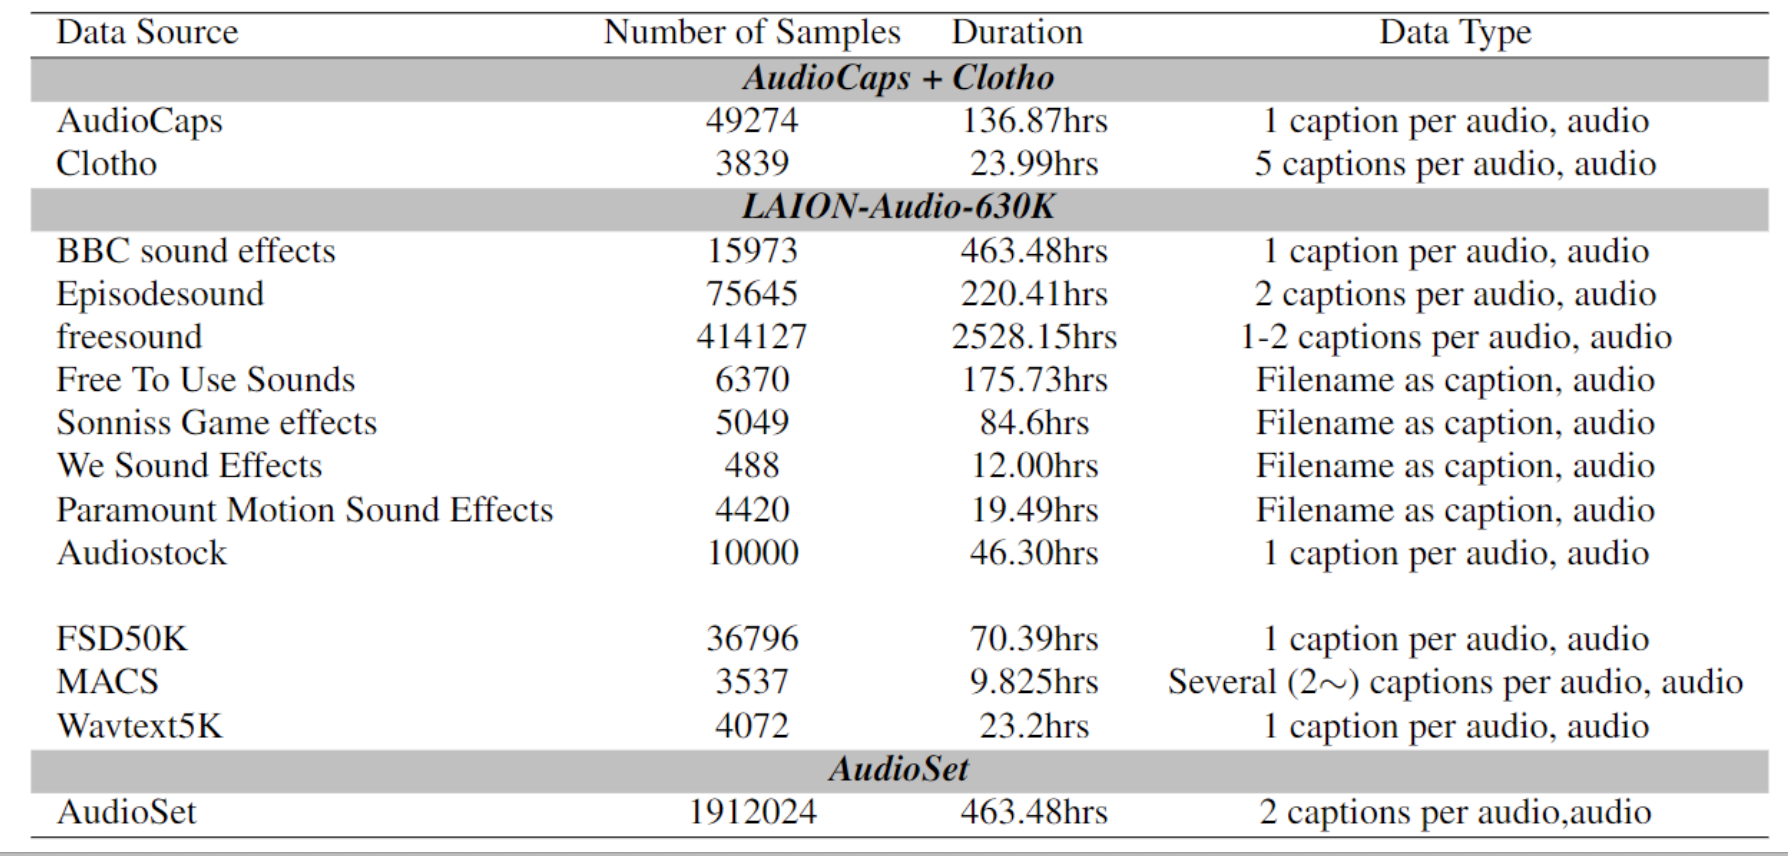 Data Source Number of Samples Duration Data Type
AudioCaps + Clotho
AudioCaps 49274 136.87hrs 1 caption per audio, audio
Clotho 3839 23.99hrs 5 captions per audio, audio
LAION-Audio-630K
BBC sound effects 15973 463.48hrs 1 caption per audio, audio
Episodesound 75645 220.41hrs 2 captions per audio, audio
freesound 414127 2528.15hrs 1-2 captions per audio, audio
Free To Use Sounds 6370 175.73hrs Filename as caption, audio
Sonniss Game effects 5049 84.6hrs Filename as caption, audio
We Sound Effects 488 12.00hrs Filename as caption, audio
Paramount Motion Sound Effects 4420 19.49hrs Filename as caption, audio
Audiostock 10000 46.30hrs 1 caption per audio, audio
FSD50K 36796 70.39hrs 1 caption per audio, audio
MACS 3537 9.825hrs Several (2∼) captions per audio, audio
Wavtext5K 4072 23.2hrs 1 caption per audio, audio
AudioSet
AudioSet 1912024 463.48hrs 2 captions per audio,audio